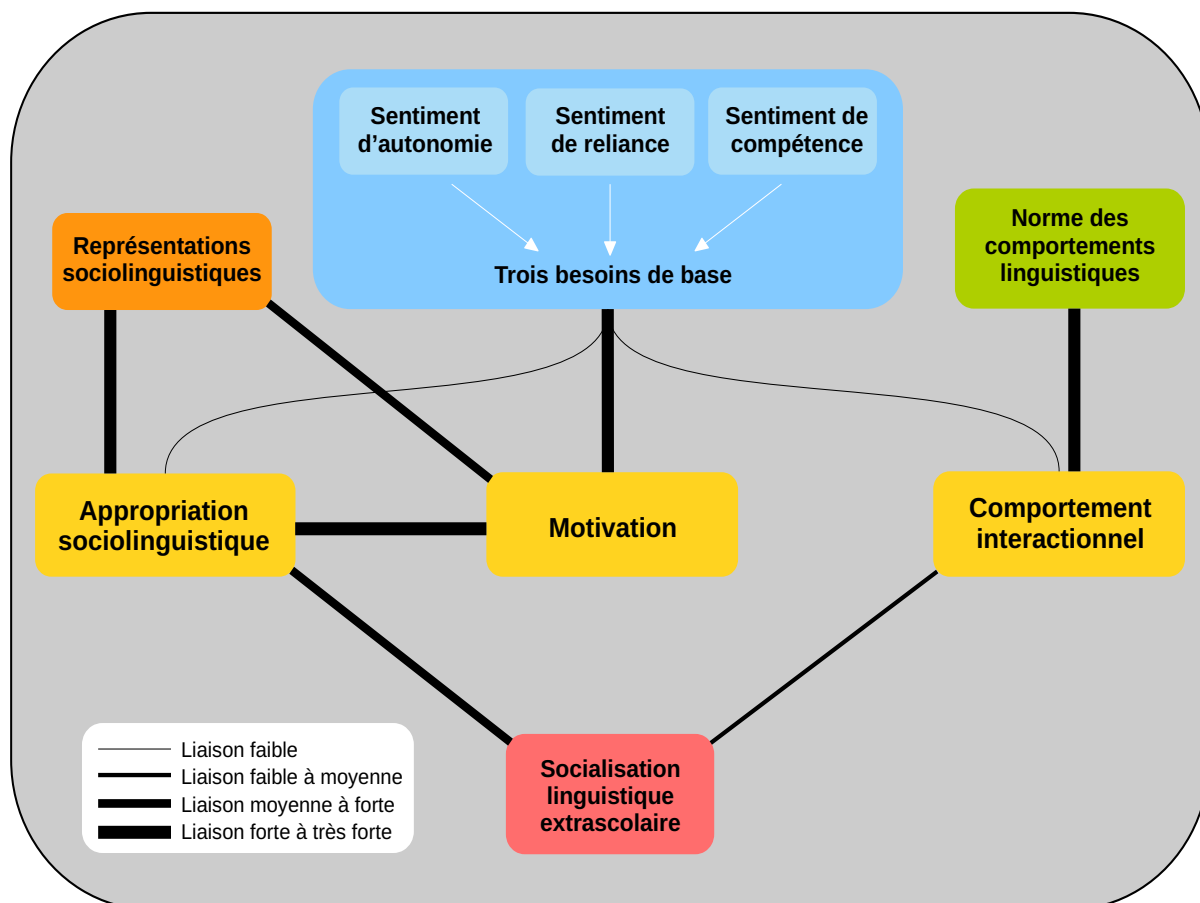 Sentiment
d’autonomie
Sentiment
de reliance
Sentiment de
compétence
Trois besoins de base
Représentations
sociolinguistiques
Norme des
comportements
linguistiques
Appropriation
sociolinguistique
Motivation
Comportement
interactionnel
Socialisation
linguistique
extrascolaire
Liaison faible
Liaison faible à moyenne
Liaison moyenne à forte
Liaison forte à très forte